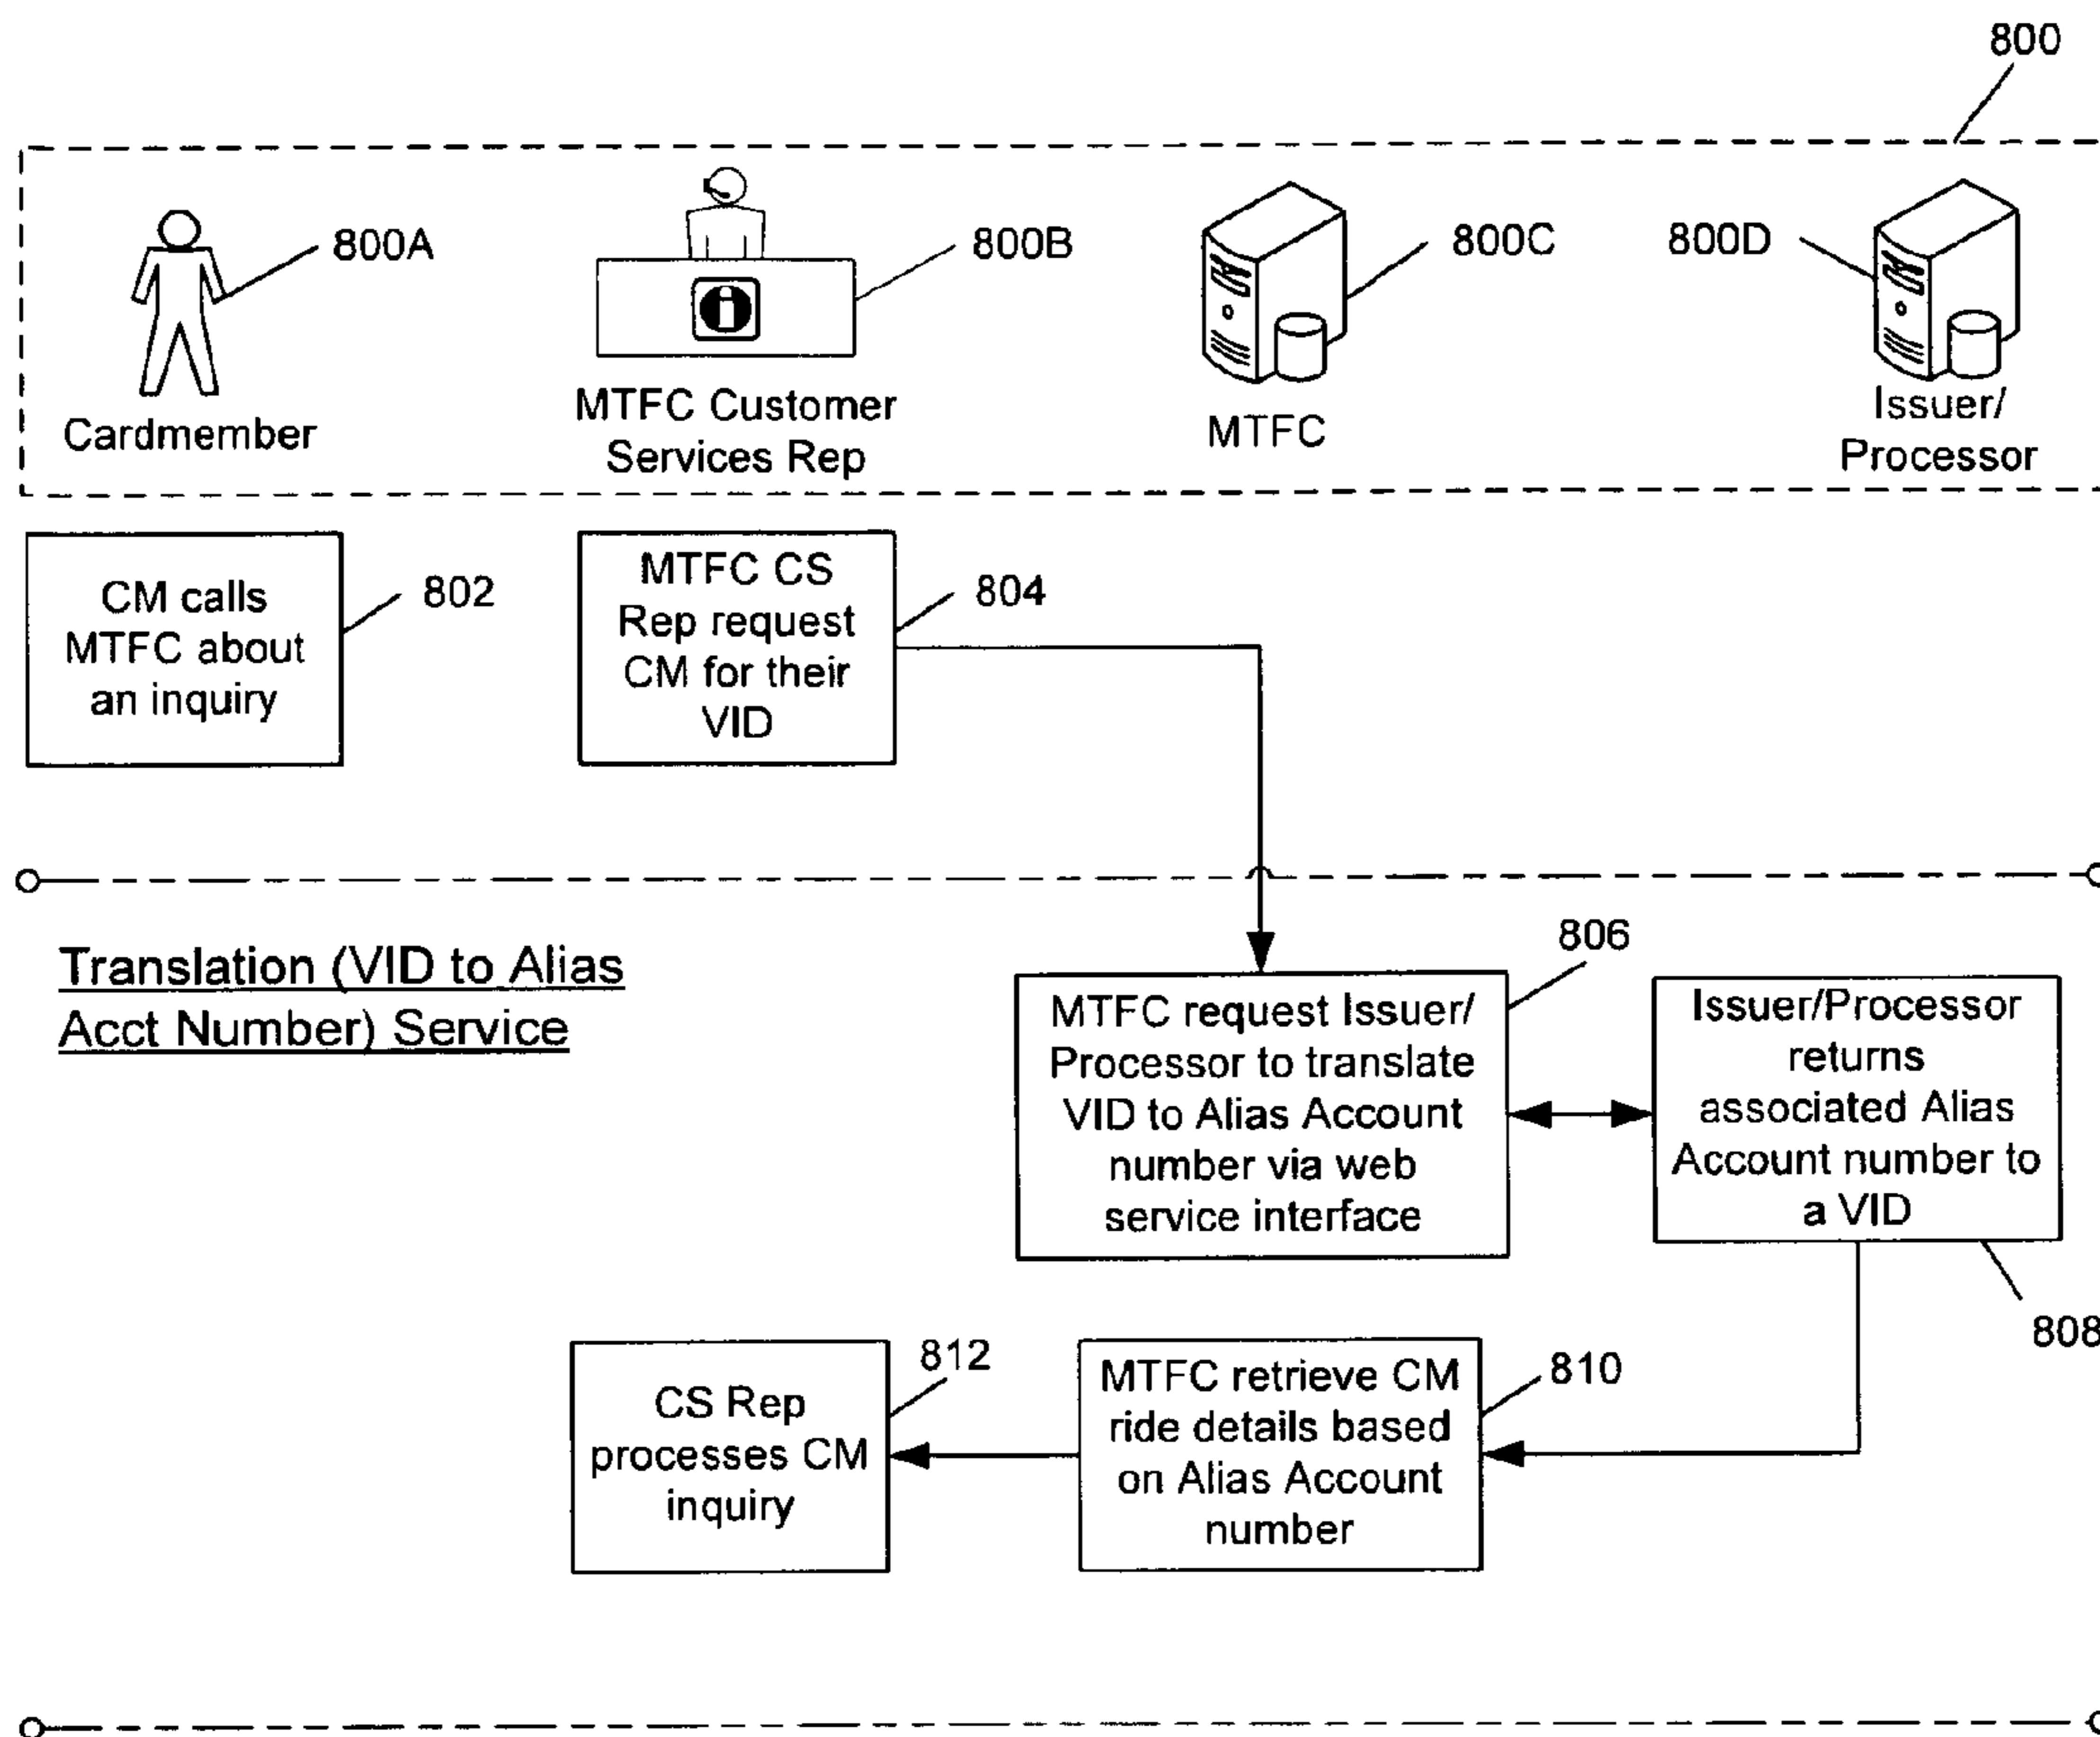 800
800A
800B
800C
800D
Cardmember
MTFC Customer
Services Rep
MTFC
Issuer/
Processor
CM calls
MTFC about
an inquiry
802
MTFC CS
Rep request
CM for their
VID
804
Translation (VID to Alias
Acct Number) Service
806
MTFC request Issuer/
Processor to translate
VID to Alias Account
number via web
service interface
Issuer/Processor
returns
associated Alias
Account number to
a VID
808
812
CS Rep
processes CM
inquiry
MTFC retrieve CM
ride details based
on Alias Account
number
810